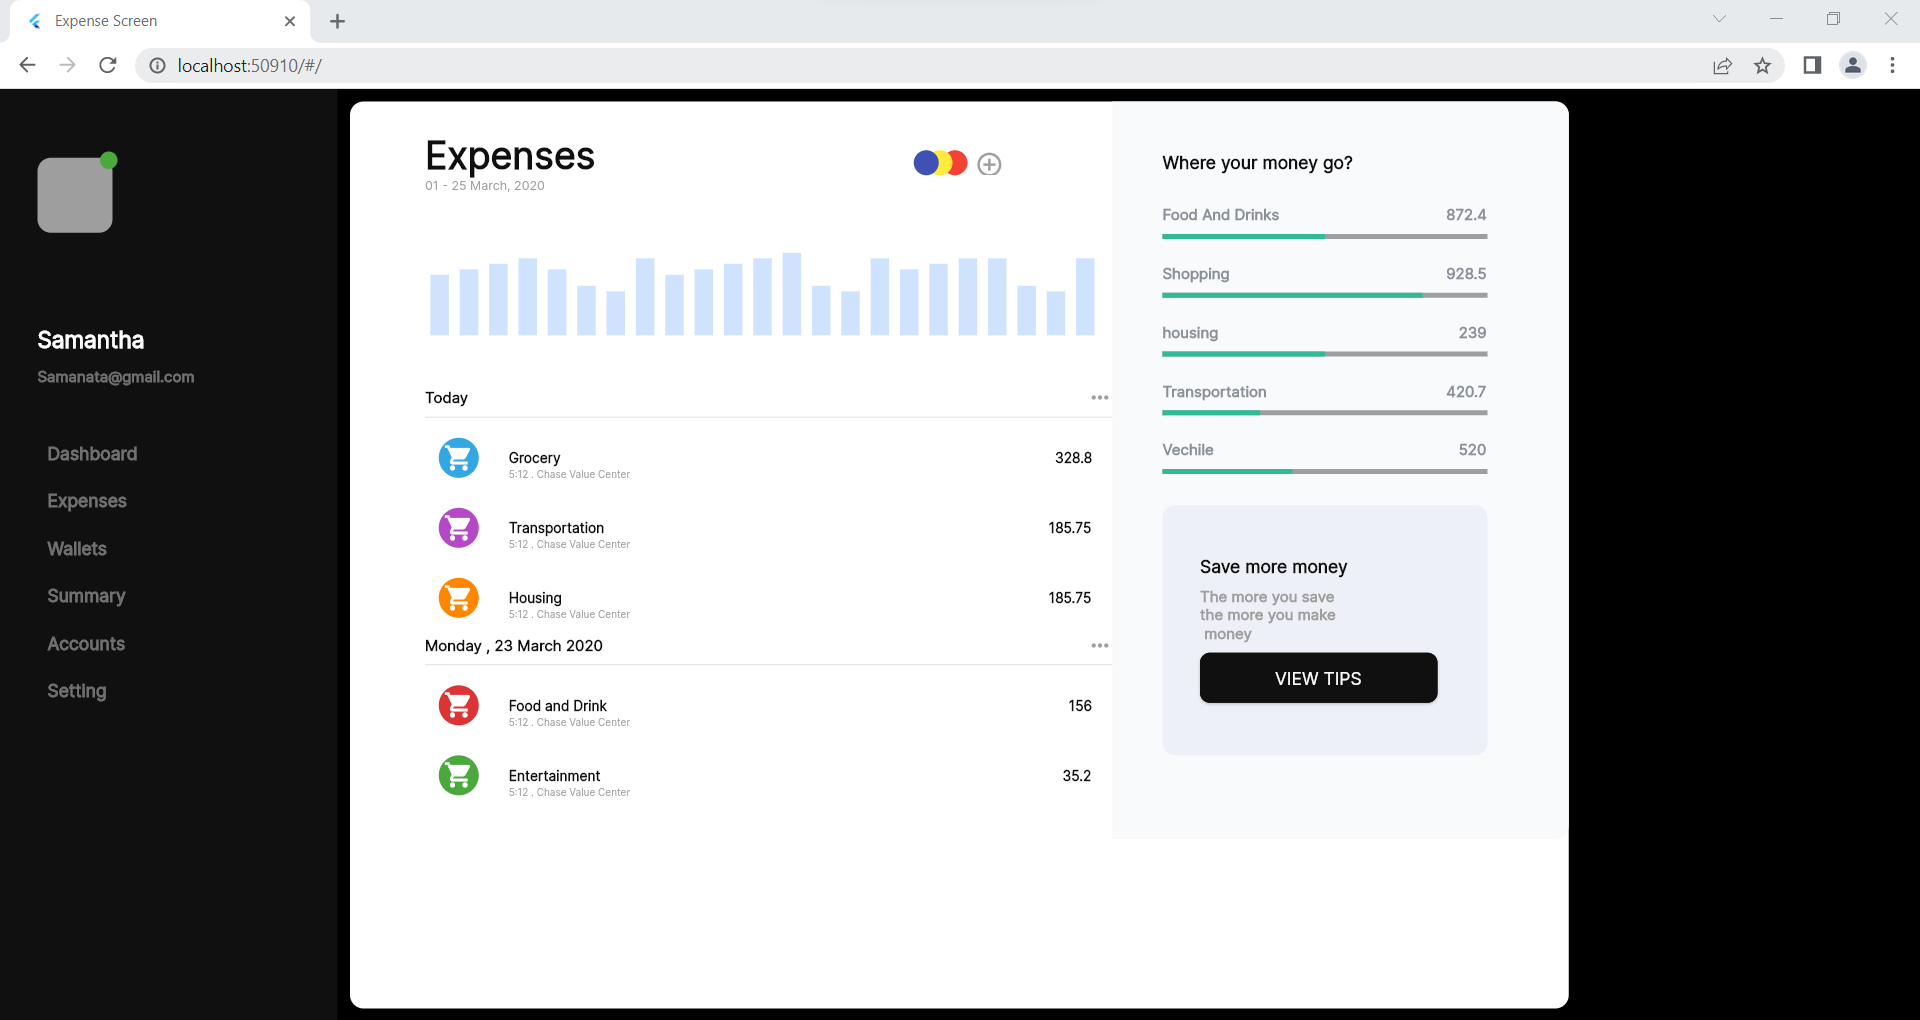 Expense Screen
localhost:50910/#/
Samantha
Samanata@gmail.com
Dashboard
Expenses
Wallets
Summary
Accounts
Setting
Expenses
01 - 25 March, 2020
Today
Grocery 328.8
5:12 . Chase Value Center
Transportation 185.75
5:12 . Chase Value Center
Housing 185.75
5:12 . Chase Value Center
Monday , 23 March 2020
Food and Drink 156
5:12 . Chase Value Center
Entertainment 35.2
5:12 . Chase Value Center
Where your money go?
Food And Drinks 872.4
Shopping 928.5
housing 239
Transportation 420.7
Vechile 520
Save more money
The more you save
the more you make
money
VIEW TIPS